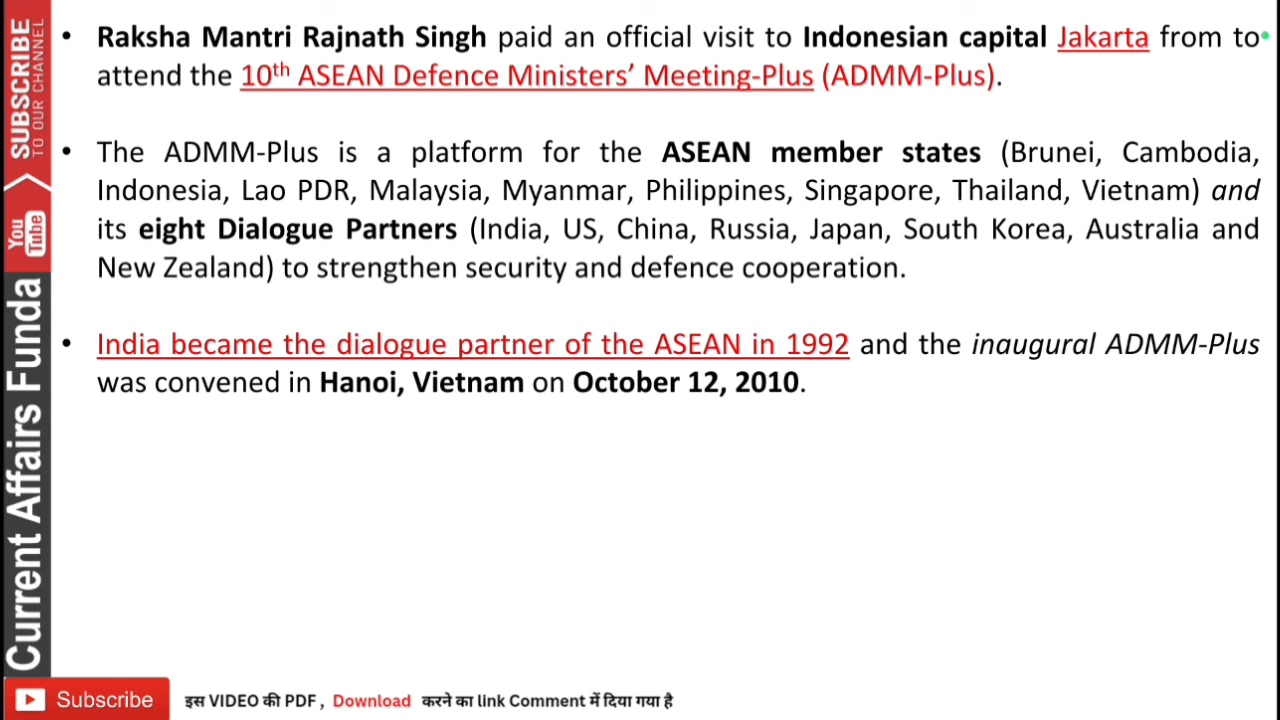 • Raksha Mantri Rajnath Singh paid an official visit to Indonesian capital Jakarta from to
attend the 10th ASEAN Defence Ministers’ Meeting-Plus (ADMM-Plus).
• The ADMM-Plus is a platform for the ASEAN member states (Brunei, Cambodia,
Indonesia, Lao PDR, Malaysia, Myanmar, Philippines, Singapore, Thailand, Vietnam) and
its eight Dialogue Partners (India, US, China, Russia, Japan, South Korea, Australia and
New Zealand) to strengthen security and defence cooperation.
• India became the dialogue partner of the ASEAN in 1992 and the inaugural ADMM-Plus
was convened in Hanoi, Vietnam on October 12, 2010.
SUBSCRIBE
TO OUR CHANNEL
You
Tube
Current Affairs Funda
Subscribe
इस VIDEO की PDF , Download करने का link Comment में दिया गया है